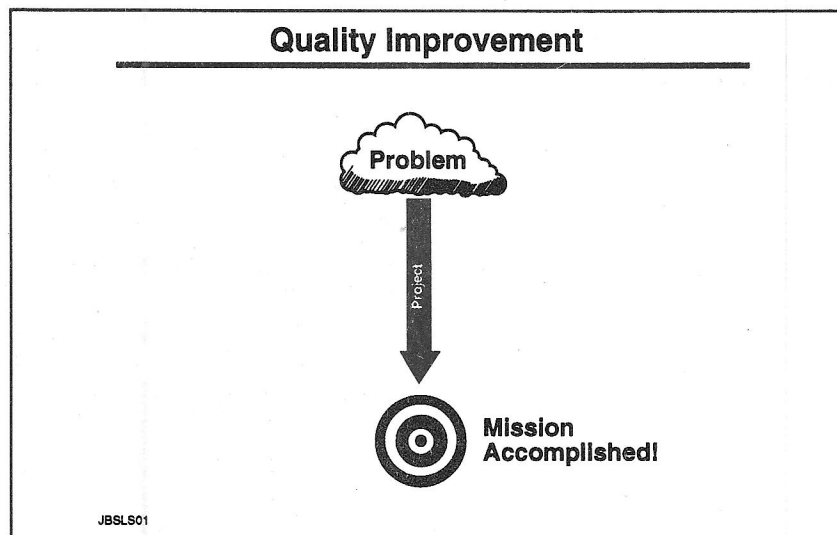 Quality Improvement
Problem
Project
Mission
Accomplished!
JBSLS01